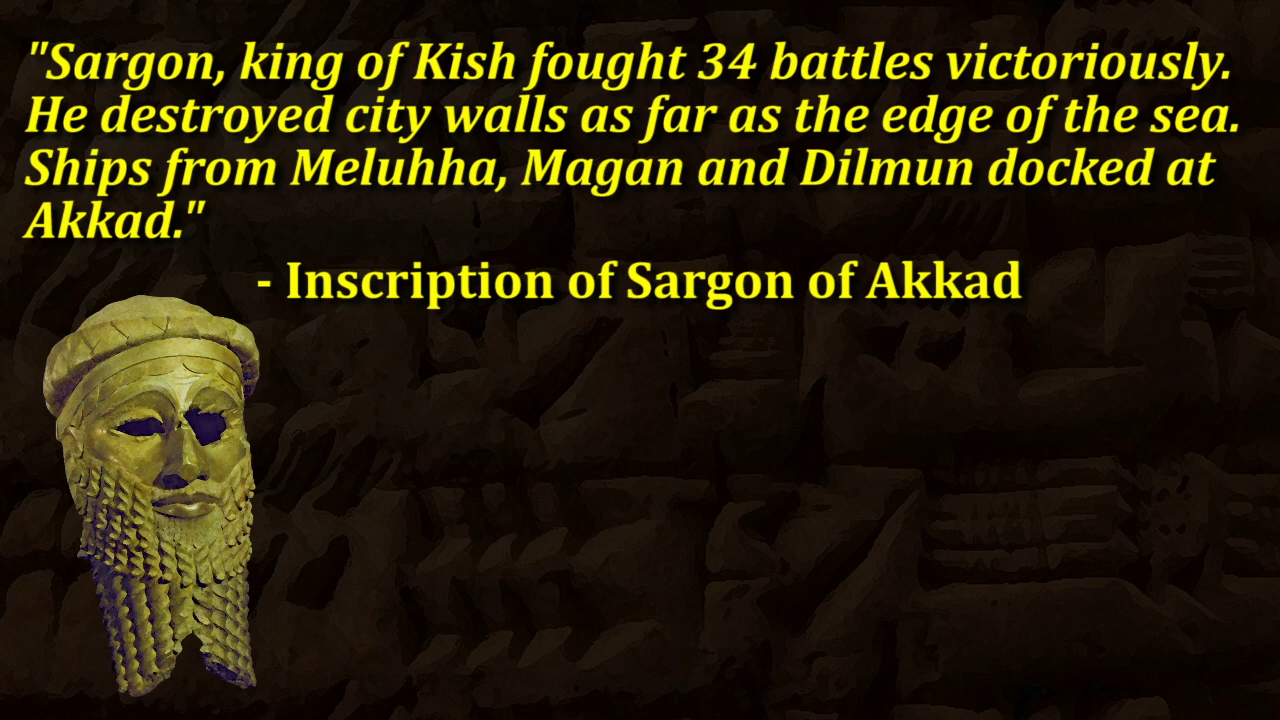 "Sargon, king of Kish fought 34 battles victoriously.
He destroyed city walls as far as the edge of the sea.
Ships from Meluhha, Magan and Dilmun docked at
Akkad."
- Inscription of Sargon of Akkad